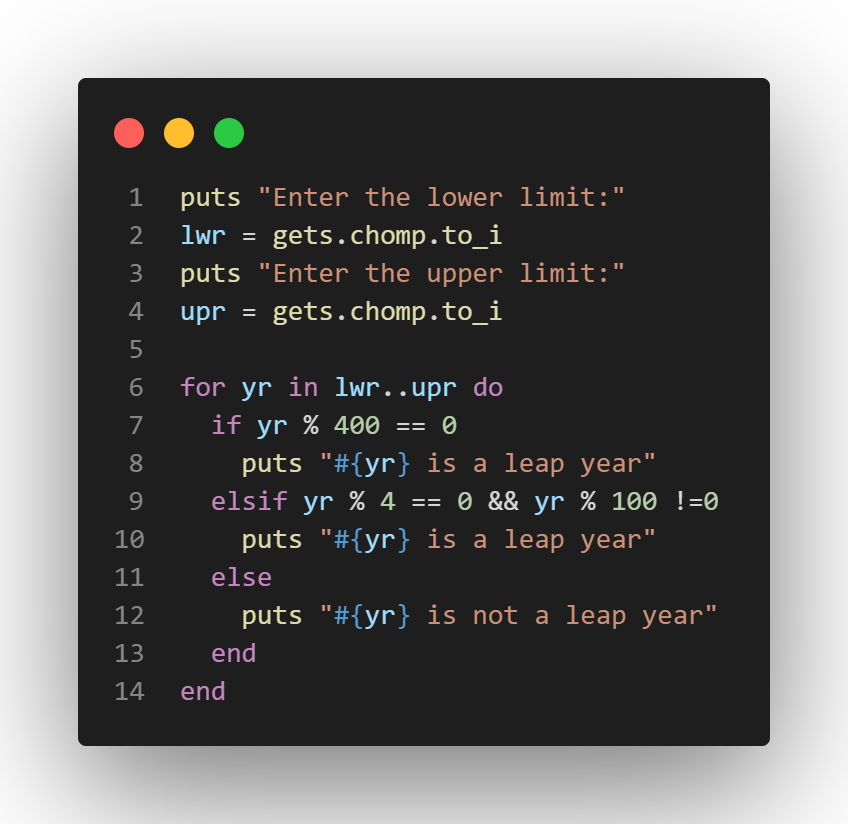 1 puts "Enter the lower limit:"
2 lwr = gets.chomp.to_i
3 puts "Enter the upper limit:"
4 upr = gets.chomp.to_i
5
6 for yr in lwr..upr do
7   if yr % 400 == 0
8     puts "#{yr} is a leap year"
9   elsif yr % 4 == 0 && yr % 100 !=0
10     puts "#{yr} is a leap year"
11   else
12     puts "#{yr} is not a leap year"
13   end
14 end